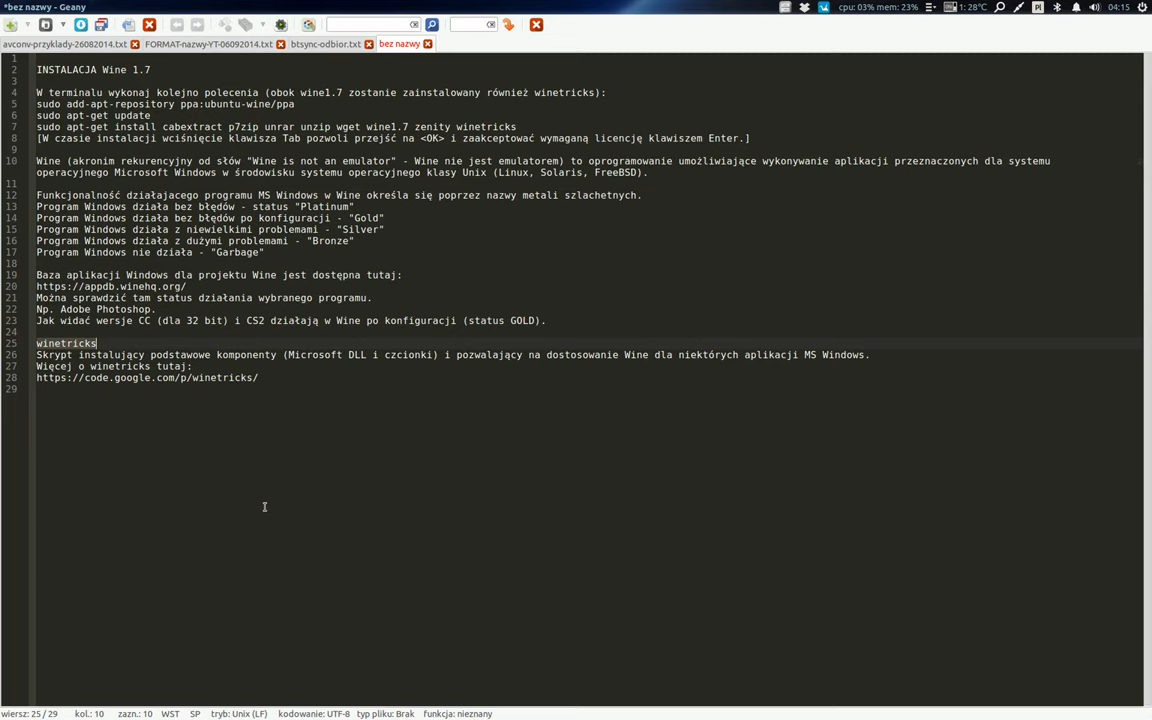 *bez nazwy - Geany
cpu: 03% mem: 23%
1: 28°C
Pl
04:15
avconv-przyklady-26082014.txt
FORMAT-nazwy-YT-06092014.txt
btsync-odbior.txt
bez nazwy
1
2 INSTALACJA Wine 1.7
3
4 W terminalu wykonaj kolejno polecenia (obok wine1.7 zostanie zainstalowany również winetricks):
5 sudo add-apt-repository ppa:ubuntu-wine/ppa
6 sudo apt-get update
7 sudo apt-get install cabextract p7zip unrar unzip wget wine1.7 zenity winetricks
8 [W czasie instalacji wciśnięcie klawisza Tab pozwoli przejść na <OK> i zaakceptować wymaganą licencję klawiszem Enter.]
9
10 Wine (akronim rekurencyjny od słów "Wine is not an emulator" - Wine nie jest emulatorem) to oprogramowanie umożliwiające wykonywanie aplikacji przeznaczonych dla systemu
operacyjnego Microsoft Windows w środowisku systemu operacyjnego klasy Unix (Linux, Solaris, FreeBSD).
11
12 Funkcjonalność działajacego programu MS Windows w Wine określa się poprzez nazwy metali szlachetnych.
13 Program Windows działa bez błędów - status "Platinum"
14 Program Windows działa bez błędów po konfiguracji - "Gold"
15 Program Windows działa z niewielkimi problemami - "Silver"
16 Program Windows działa z dużymi problemami - "Bronze"
17 Program Windows nie działa - "Garbage"
18
19 Baza aplikacji Windows dla projektu Wine jest dostępna tutaj:
20 https://appdb.winehq.org/
21 Można sprawdzić tam status działania wybranego programu.
22 Np. Adobe Photoshop.
23 Jak widać wersje CC (dla 32 bit) i CS2 działają w Wine po konfiguracji (status GOLD).
24
25 winetricks
26 Skrypt instalujący podstawowe komponenty (Microsoft DLL i czcionki) i pozwalający na dostosowanie Wine dla niektórych aplikacji MS Windows.
27 Więcej o winetricks tutaj:
28 https://code.google.com/p/winetricks/
29
wiersz: 25 / 29 kol.: 10 zazn.: 10 WST SP tryb: Unix (LF) kodowanie: UTF-8 typ pliku: Brak funkcja: nieznany